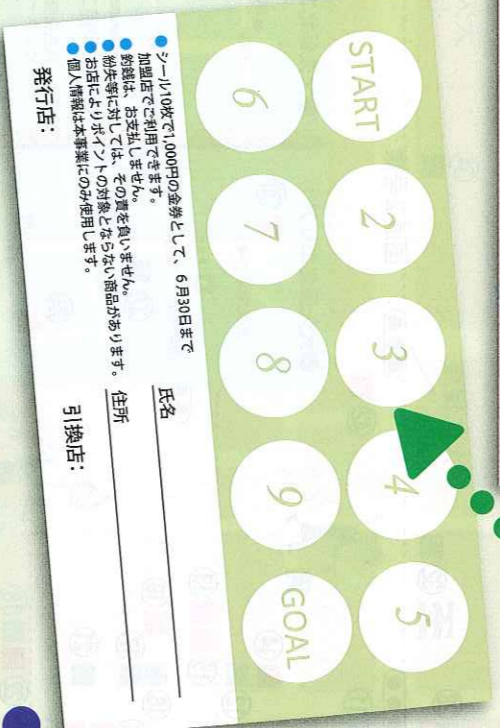 START
2
3
4
5
6
7
8
9
GOAL
●シール10枚で1,000円の金券として、6月30日まで
加盟店でご利用できます。
●釣銭は、お支払しません。
●紛失等に対しては、その責を負いません。
●お店によりポイントの対象とならない商品があります。
●個人情報は本事業にのみ使用します。
氏名
住所
発行店：
引換店：